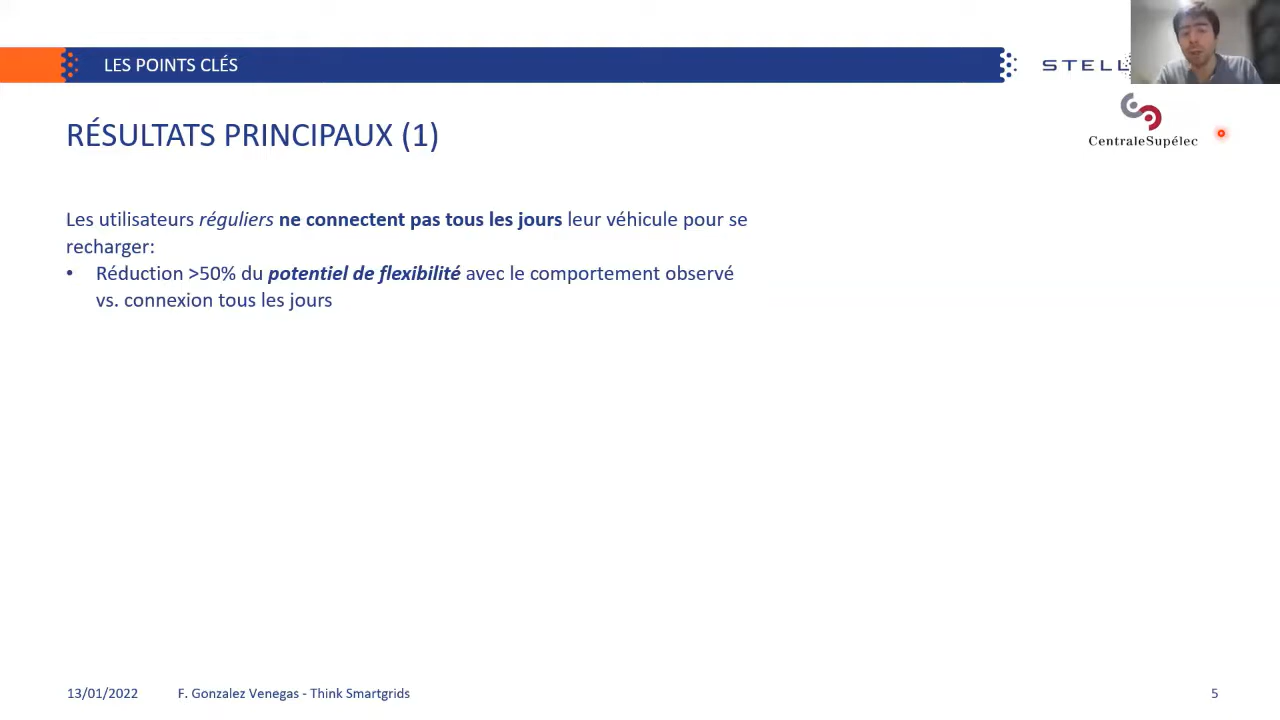 LES POINTS CLÉS
STELL
CentraleSupélec
RÉSULTATS PRINCIPAUX (1)
Les utilisateurs réguliers ne connectent pas tous les jours leur véhicule pour se
recharger:
• Réduction >50% du potentiel de flexibilité avec le comportement observé
vs. connexion tous les jours
13/01/2022 F. Gonzalez Venegas - Think Smartgrids 5